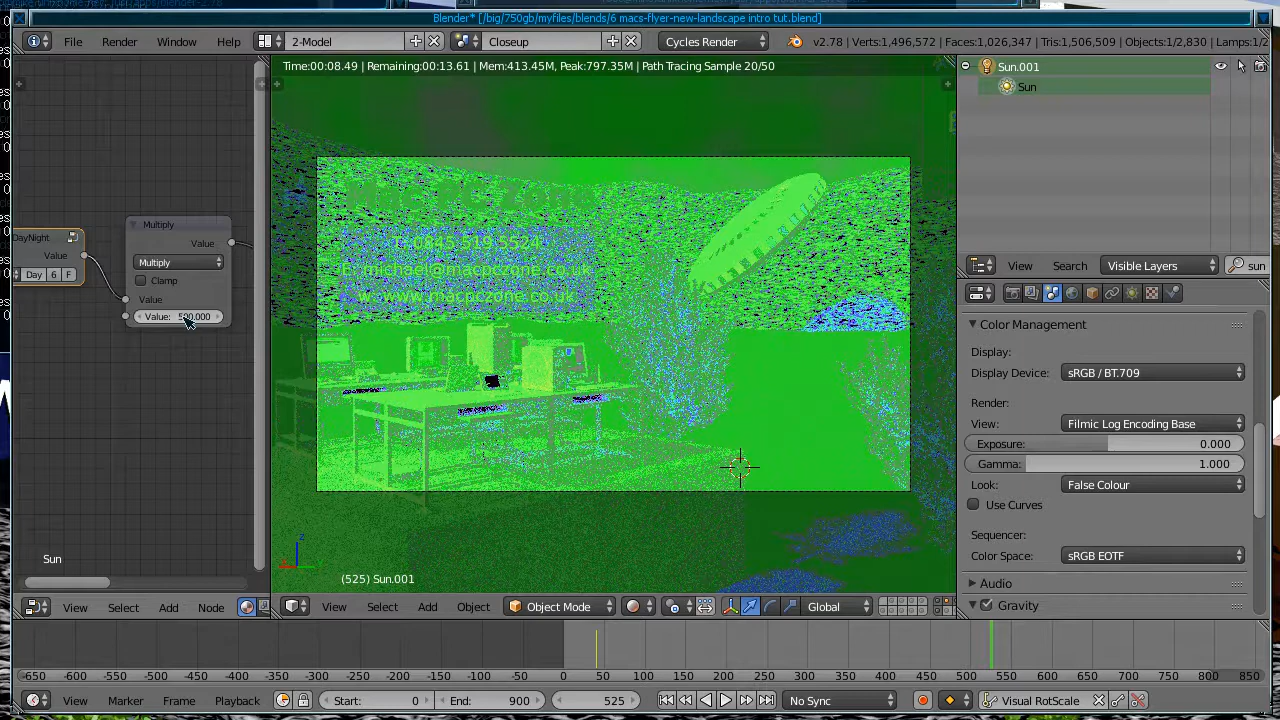 Blender* [/big/750gb/myfiles/blends/6 macs-flyer-new-landscape intro tut.blend]
File Render Window Help 2-Model Closeup Cycles Render v2.78 | Verts:1,496,572 | Faces:1,026,347 | Tris:1,506,509 | Objects:1/2,830 | Lamps:1/2
Time:00:08.49 | Remaining:00:13.61 | Mem:413.45M, Peak:797.35M | Path Tracing Sample 20/50
Sun.001
Sun
mac PC Zone
DayNight
Value
Day 6 F
Multiply
Value
Multiply
Clamp
Value
Value: 500.000
0845 519 5524
E: michael@macpczone.co.uk
w: www.macpczone.co.uk
View Search Visible Layers sun
Color Management
Display:
Display Device: sRGB / BT.709
Render:
View: Filmic Log Encoding Base
Exposure: 0.000
Gamma: 1.000
Look: False Colour
Use Curves
Sequencer:
Color Space: sRGB EOTF
Audio
Gravity
Sun
z
(525) Sun.001
View Select Add Node
View Select Add Object Object Mode Global
-650 -600 -550 -500 -450 -400 -350 -300 -250 -200 -150 -100 -50 0 50 100 150 200 250 300 350 400 450 500 550 600 650 700 750 800 850
View Marker Frame Playback Start: 0 End: 900 525 No Sync Visual RotScale